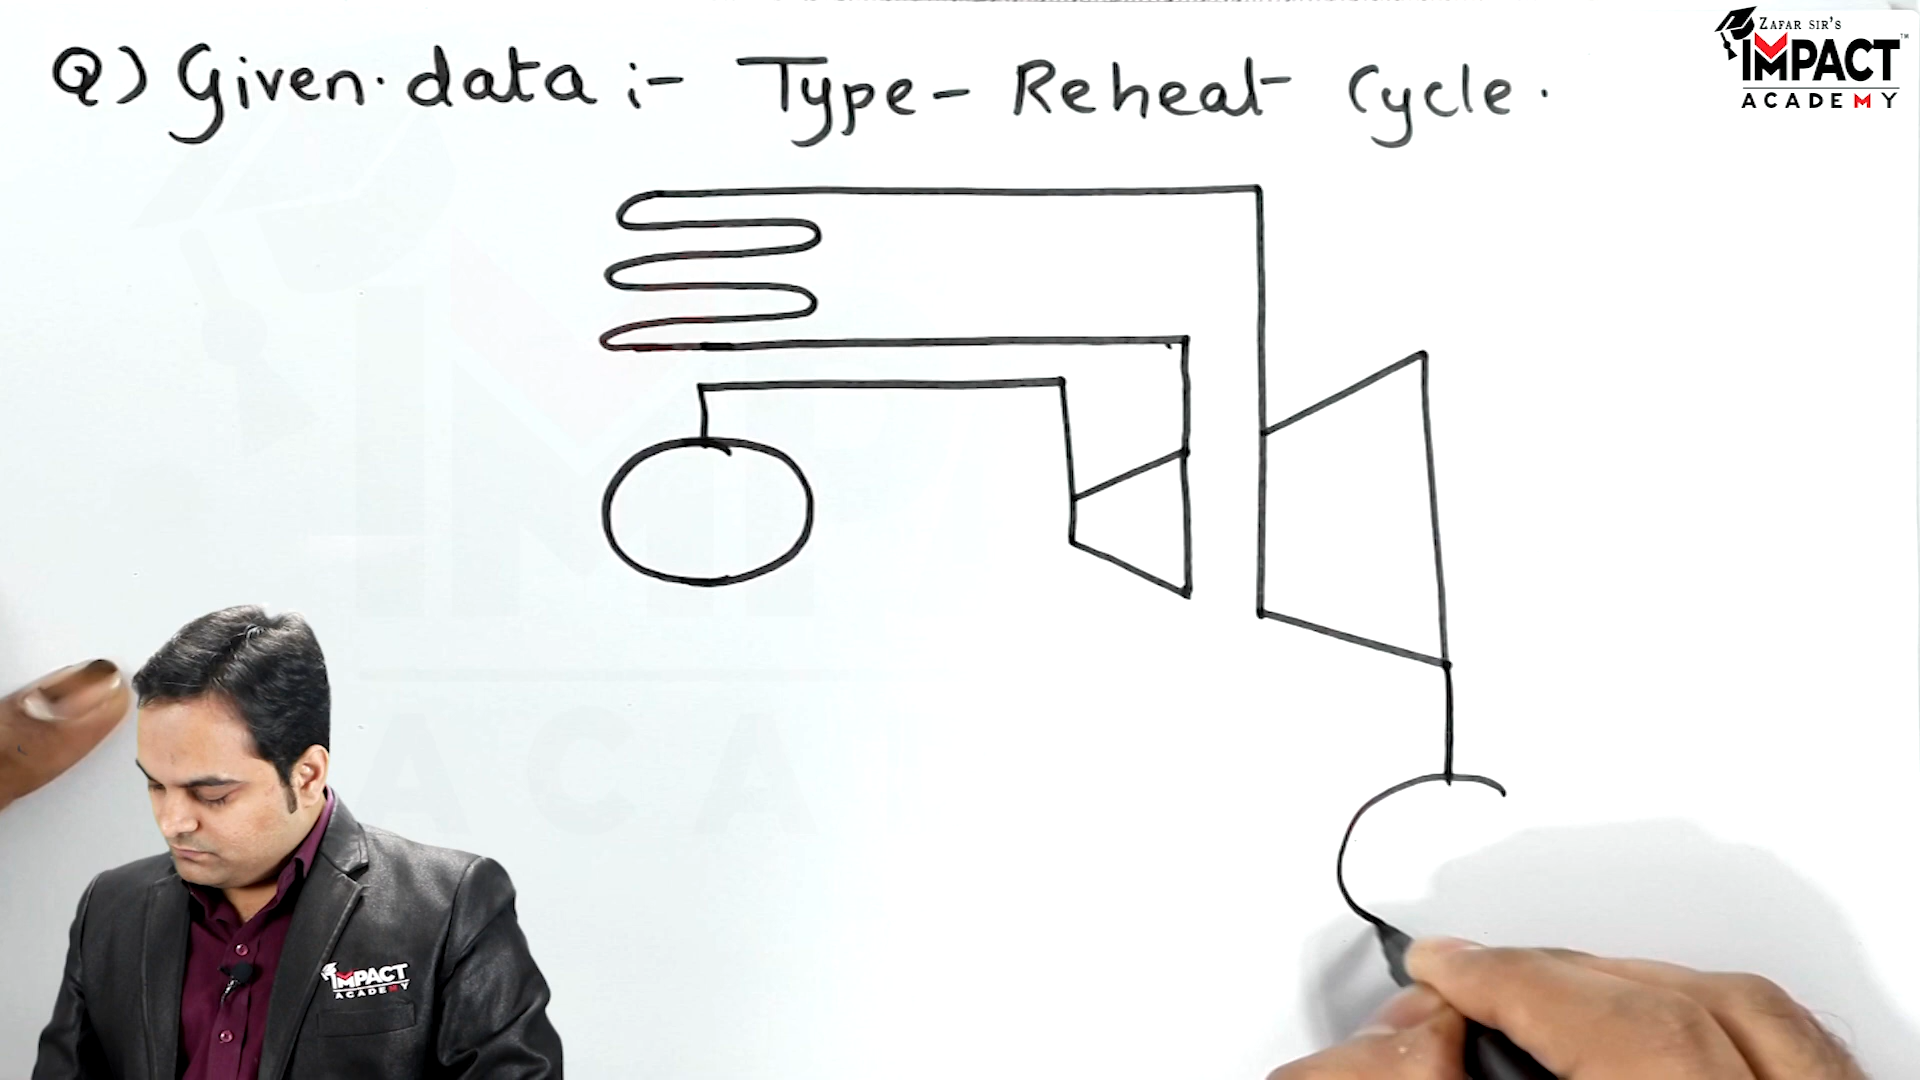 Q) Given data :- Type - Reheat Cycle.
ZAFAR SIR'S
IMPACT
ACADEMY
IMPACT
ACADEMY